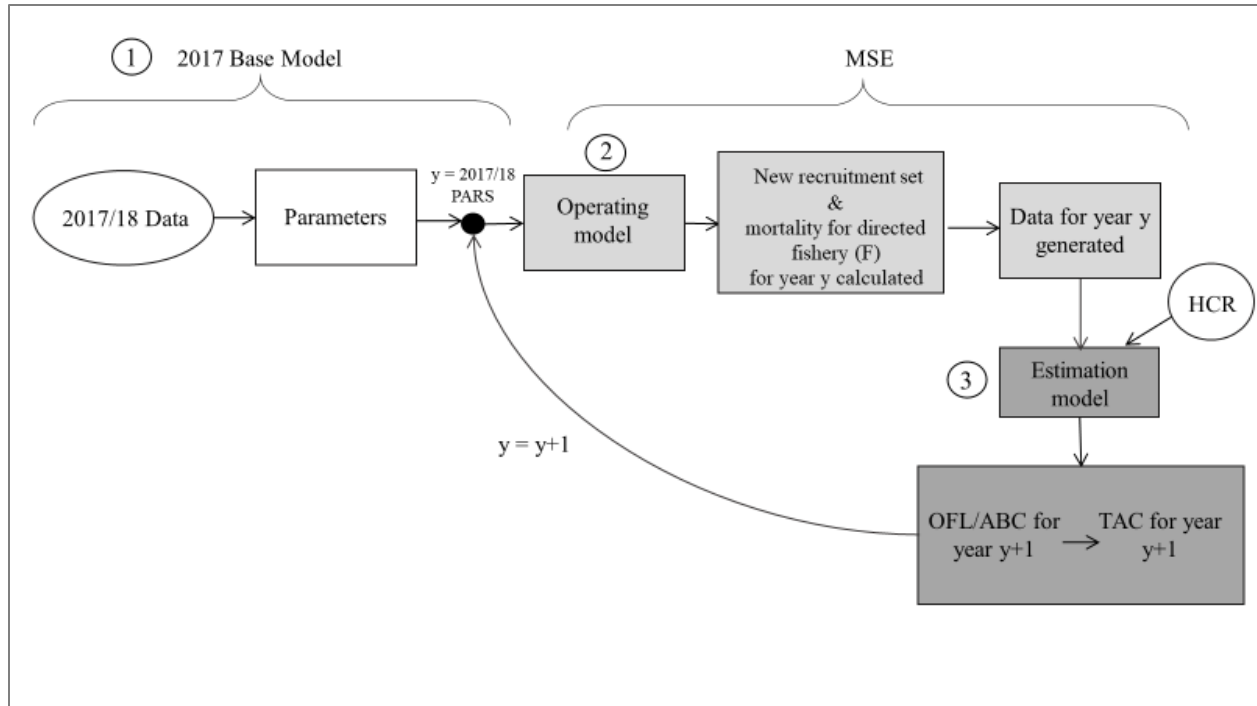 1
2017 Base Model
MSE
2
y = 2017/18
PARS
2017/18 Data
Parameters
Operating
model
New recruitment set
&
mortality for directed
fishery (F)
for year y calculated
Data for year y
generated
HCR
3
Estimation
model
y = y+1
OFL/ABC for
year y+1
TAC for year
y+1